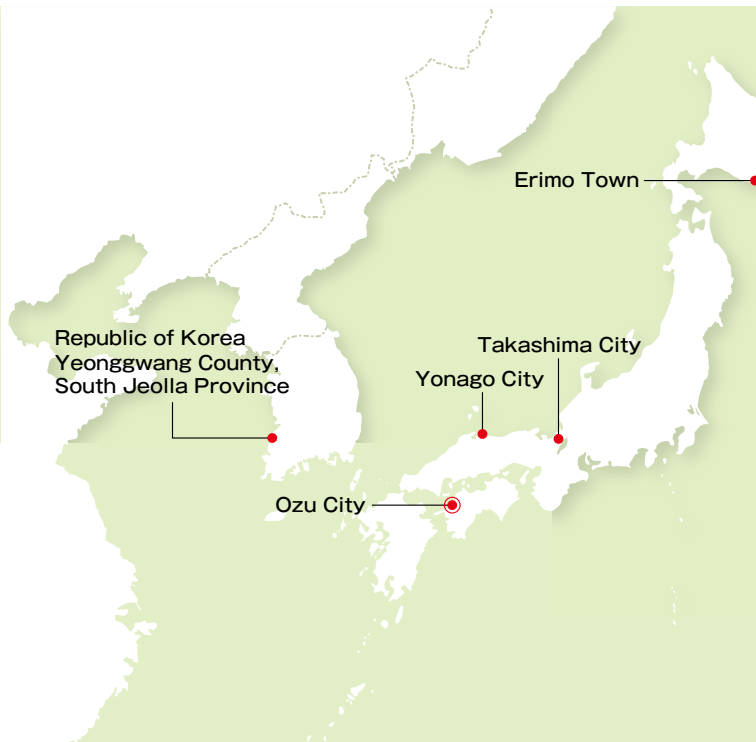 Erimo Town
Republic of Korea
Yeonggwang County,
South Jeolla Province
Takashima City
Yonago City
Ozu City